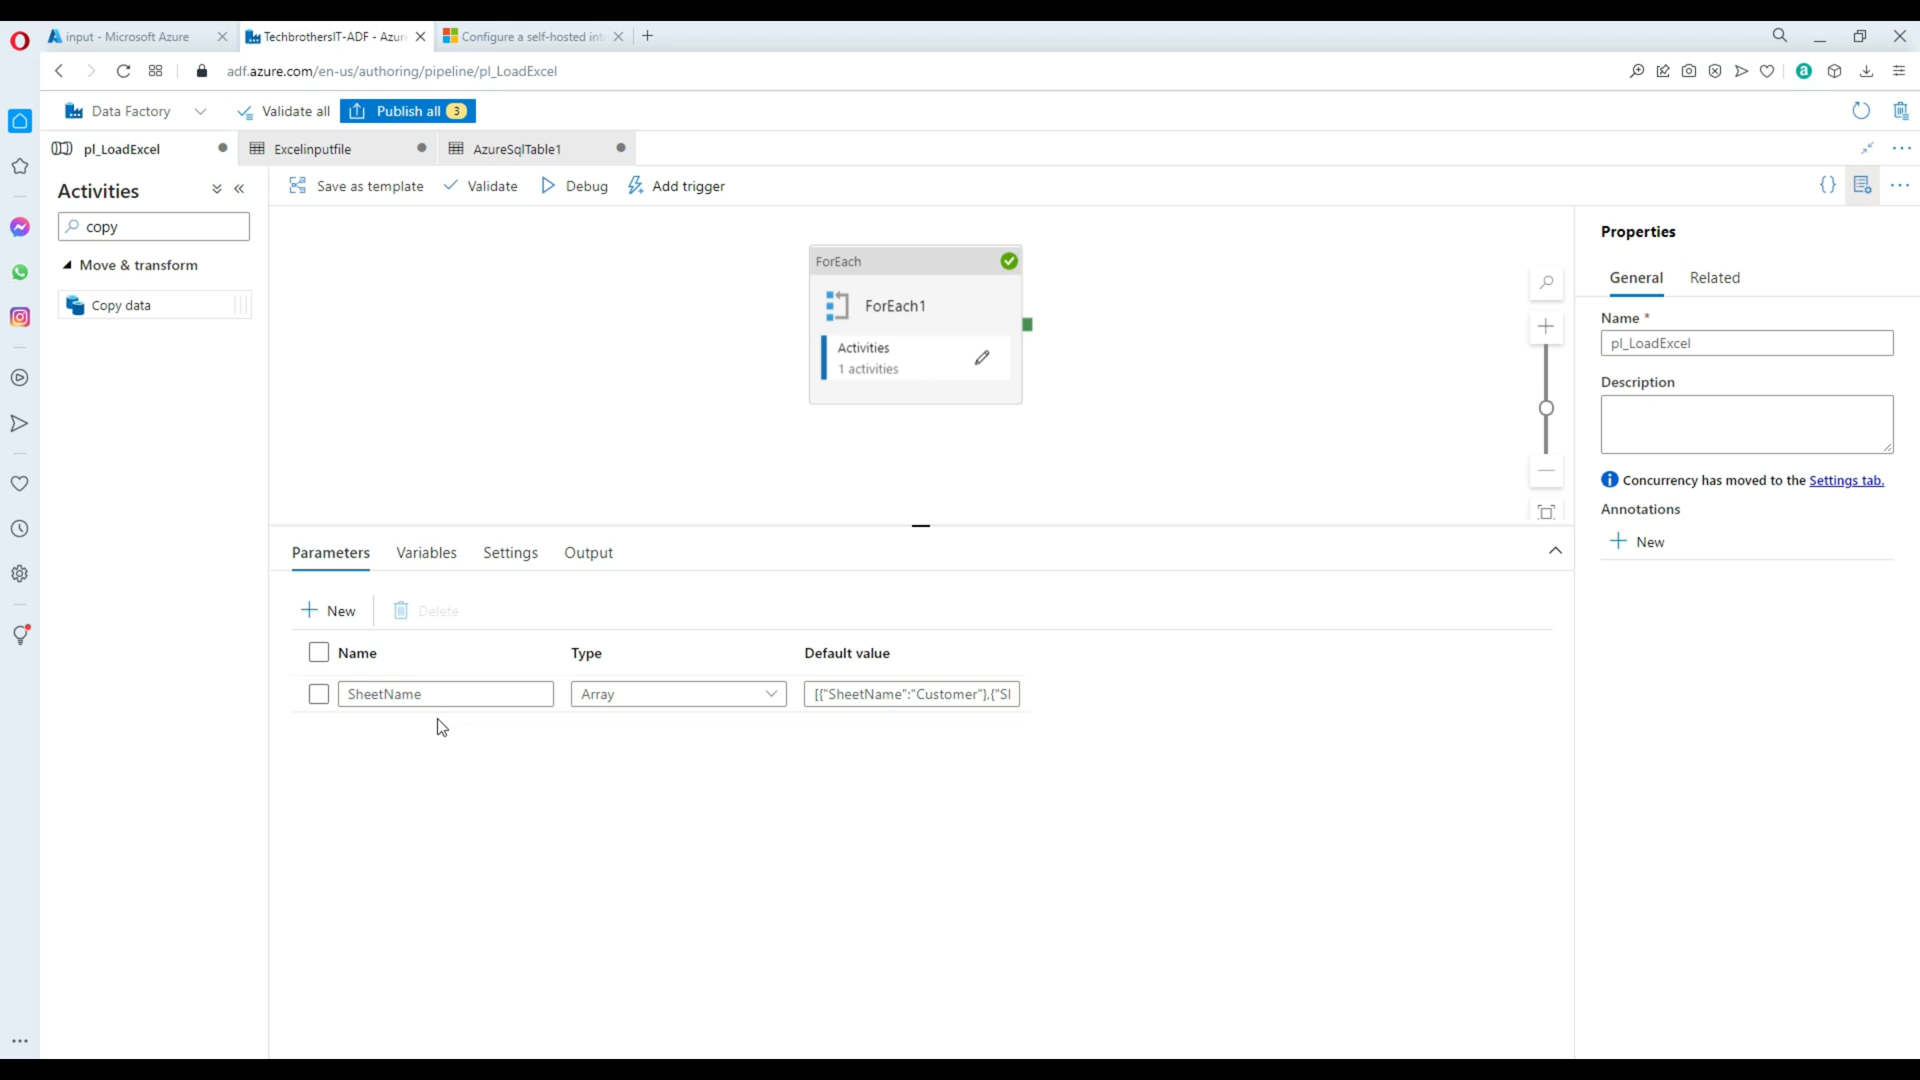 input - Microsoft Azure
TechbrothersIT-ADF - Azur
Configure a self-hosted int
adf.azure.com/en-us/authoring/pipeline/pl_LoadExcel
Data Factory
Validate all
Publish all 3
pl_LoadExcel
Excelinputfile
AzureSqlTable1
Activities
copy
Move & transform
Copy data
Save as template
Validate
Debug
Add trigger
{}
ForEach
ForEach1
Activities
1 activities
Parameters
Variables
Settings
Output
New
Delete
Name
Type
Default value
SheetName
Array
[{"SheetName":"Customer"},{"Sl
Properties
General
Related
Name *
pl_LoadExcel
Description
Concurrency has moved to the Settings tab.
Annotations
New